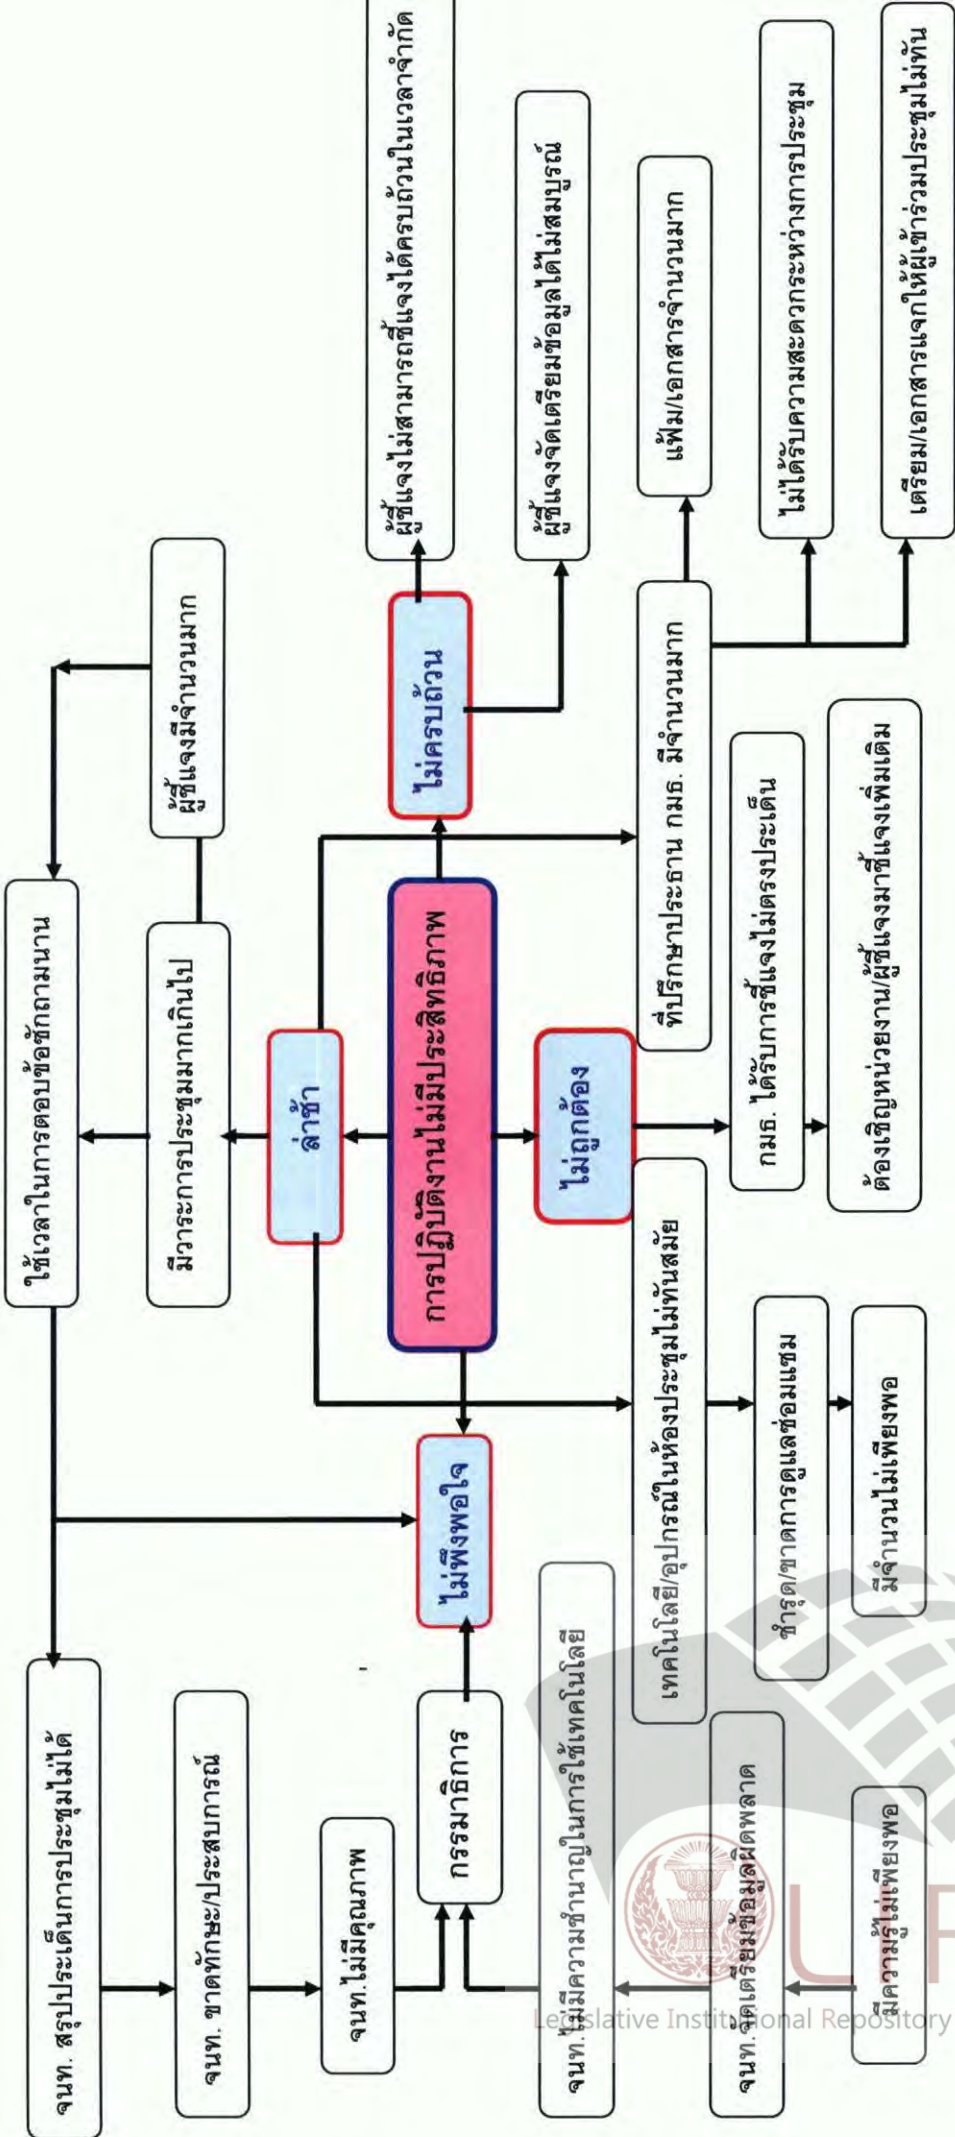 จนท. สรุปประเด็นการประชุมไม่ได้
ใช้เวลาในการตอบข้อซักถามนาน
จนท. ขาดทักษะ/ประสบการณ์
มีวาระการประชุมมากเกินไป
ผู้ชี้แจงมีจำนวนมาก
จนท.ไม่มีคุณภาพ
ล่าช้า
กรรมาธิการ
ไม่พึงพอใจ
การปฏิบัติงานไม่มีประสิทธิภาพ
ไม่ครบถ้วน
ผู้ชี้แจงไม่สามารถชี้แจงได้ครบถ้วนในเวลาจำกัด
ผู้ชี้แจงจัดเตรียมข้อมูลได้ไม่สมบูรณ์
ไม่ถูกต้อง
จนท.ไม่มีความชำนาญในการใช้เทคโนโลยี
เทคโนโลยี/อุปกรณ์ในห้องประชุมไม่ทันสมัย
ที่ปรึกษาประธาน กมธ. มีจำนวนมาก
แฟ้ม/เอกสารจำนวนมาก
จนท.จัดเตรียมข้อมูลผิดพลาด
ชำรุด/ขาดการดูแลซ่อมแซม
กมธ. ได้รับการชี้แจงไม่ตรงประเด็น
ไม่ได้รับความสะดวกระหว่างการประชุม
มีความรู้ไม่เพียงพอ
มีจำนวนไม่เพียงพอ
ต้องเชิญหน่วยงาน/ผู้ชี้แจงมาชี้แจงเพิ่มเติม
เตรียม/เอกสารแจกให้ผู้เข้าร่วมประชุมไม่ทัน
Legislative Institutional Repository